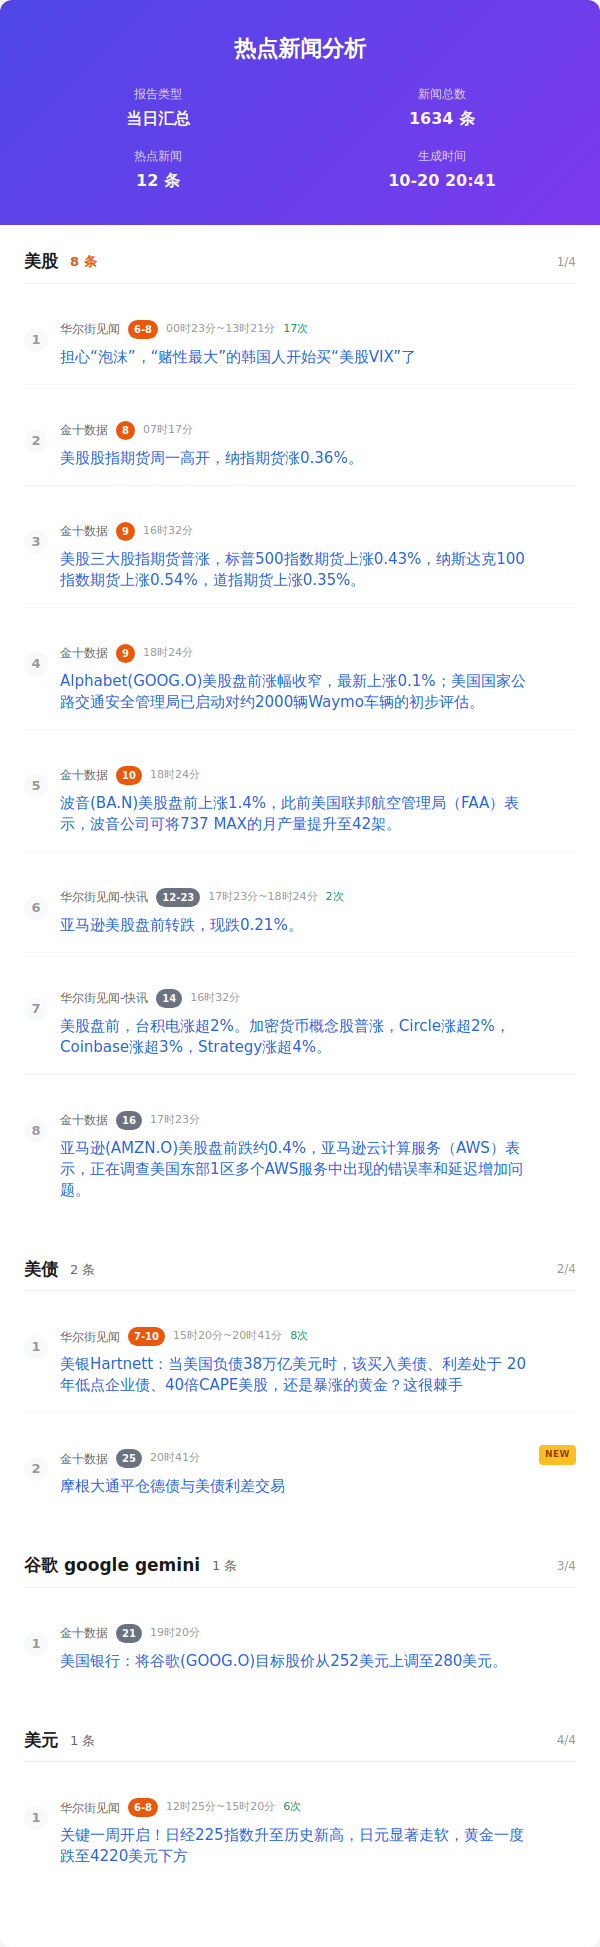 热点新闻分析
报告类型
当日汇总
新闻总数
1634 条
热点新闻
12 条
生成时间
10-20 20:41
美股 8 条 1/4
1
华尔街见闻 6-8 00时23分~13时21分 17次
担心“泡沫”，“赌性最大”的韩国人开始买“美股VIX”了
2
金十数据 8 07时17分
美股股指期货周一高开，纳指期货涨0.36%。
3
金十数据 9 16时32分
美股三大股指期货普涨，标普500指数期货上涨0.43%，纳斯达克100
指数期货上涨0.54%，道指期货上涨0.35%。
4
金十数据 9 18时24分
Alphabet(GOOG.O)美股盘前涨幅收窄，最新上涨0.1%；美国国家公
路交通安全管理局已启动对约2000辆Waymo车辆的初步评估。
5
金十数据 10 18时24分
波音(BA.N)美股盘前上涨1.4%，此前美国联邦航空管理局（FAA）表
示，波音公司可将737 MAX的月产量提升至42架。
6
华尔街见闻-快讯 12-23 17时23分~18时24分 2次
亚马逊美股盘前转跌，现跌0.21%。
7
华尔街见闻-快讯 14 16时32分
美股盘前，台积电涨超2%。加密货币概念股普涨，Circle涨超2%，
Coinbase涨超3%，Strategy涨超4%。
8
金十数据 16 17时23分
亚马逊(AMZN.O)美股盘前跌约0.4%，亚马逊云计算服务（AWS）表
示，正在调查美国东部1区多个AWS服务中出现的错误率和延迟增加问
题。
美债 2 条 2/4
1
华尔街见闻 7-10 15时20分~20时41分 8次
美银Hartnett：当美国负债38万亿美元时，该买入美债、利差处于 20
年低点企业债、40倍CAPE美股，还是暴涨的黄金？这很棘手
2
金十数据 25 20时41分 NEW
摩根大通平仓德债与美债利差交易
谷歌 google gemini 1 条 3/4
1
金十数据 21 19时20分
美国银行：将谷歌(GOOG.O)目标股价从252美元上调至280美元。
美元 1 条 4/4
1
华尔街见闻 6-8 12时25分~15时20分 6次
关键一周开启！日经225指数升至历史新高，日元显著走软，黄金一度
跌至4220美元下方